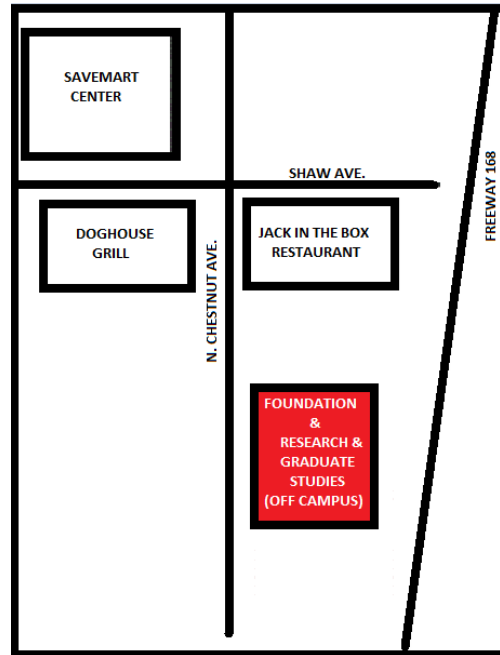 SAVEMART
CENTER
SHAW AVE.
FREEWAY 168
DOGHOUSE
GRILL
N. CHESTNUT AVE.
JACK IN THE BOX
RESTAURANT
FOUNDATION
&
RESEARCH &
GRADUATE
STUDIES
(OFF CAMPUS)